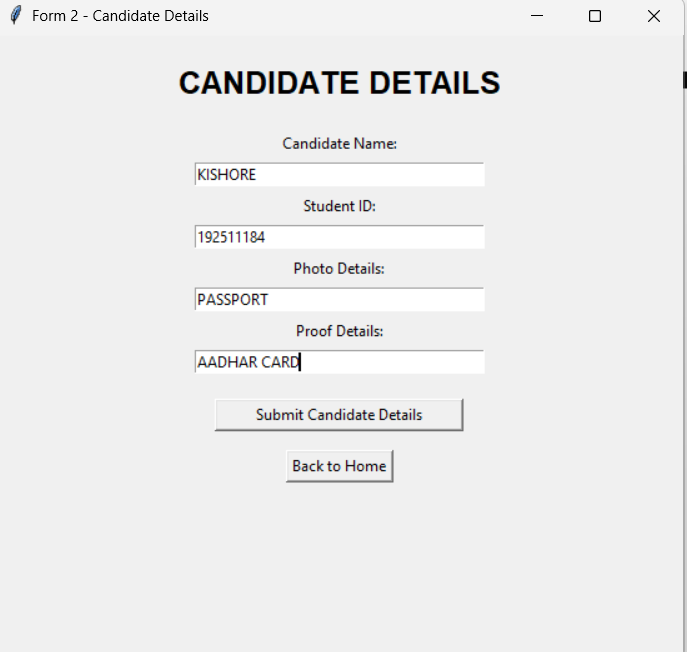 Form 2 - Candidate Details
CANDIDATE DETAILS
Candidate Name:
KISHORE
Student ID:
192511184
Photo Details:
PASSPORT
Proof Details:
AADHAR CARD
Submit Candidate Details
Back to Home